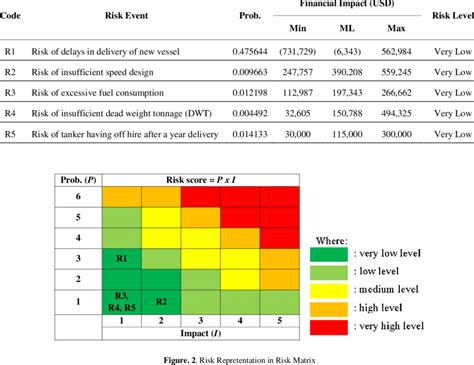 Financial Impact (USD)
Code Risk Event Prob. Risk Level
Min ML Max
R1 Risk of delays in delivery of new vessel 0.475644 (731,729) (6,343) 562,984 Very Low
R2 Risk of insufficient speed design 0.009663 247,757 390,208 559,245 Very Low
R3 Risk of excessive fuel consumption 0.012198 112,987 197,343 266,662 Very Low
R4 Risk of insufficient dead weight tonnage (DWT) 0.004492 32,605 150,788 494,325 Very Low
R5 Risk of tanker having off hire after a year delivery 0.014133 30,000 115,000 300,000 Very Low
Prob. (P) Risk score = P x I
6
5
4
3 R1
2
1 R3, R4, R5 R2
1 2 3 4 5
Impact (I)
Where:
: very low level
: low level
: medium level
: high level
: very high level
Figure. 2. Risk Repretentation in Risk Matrix